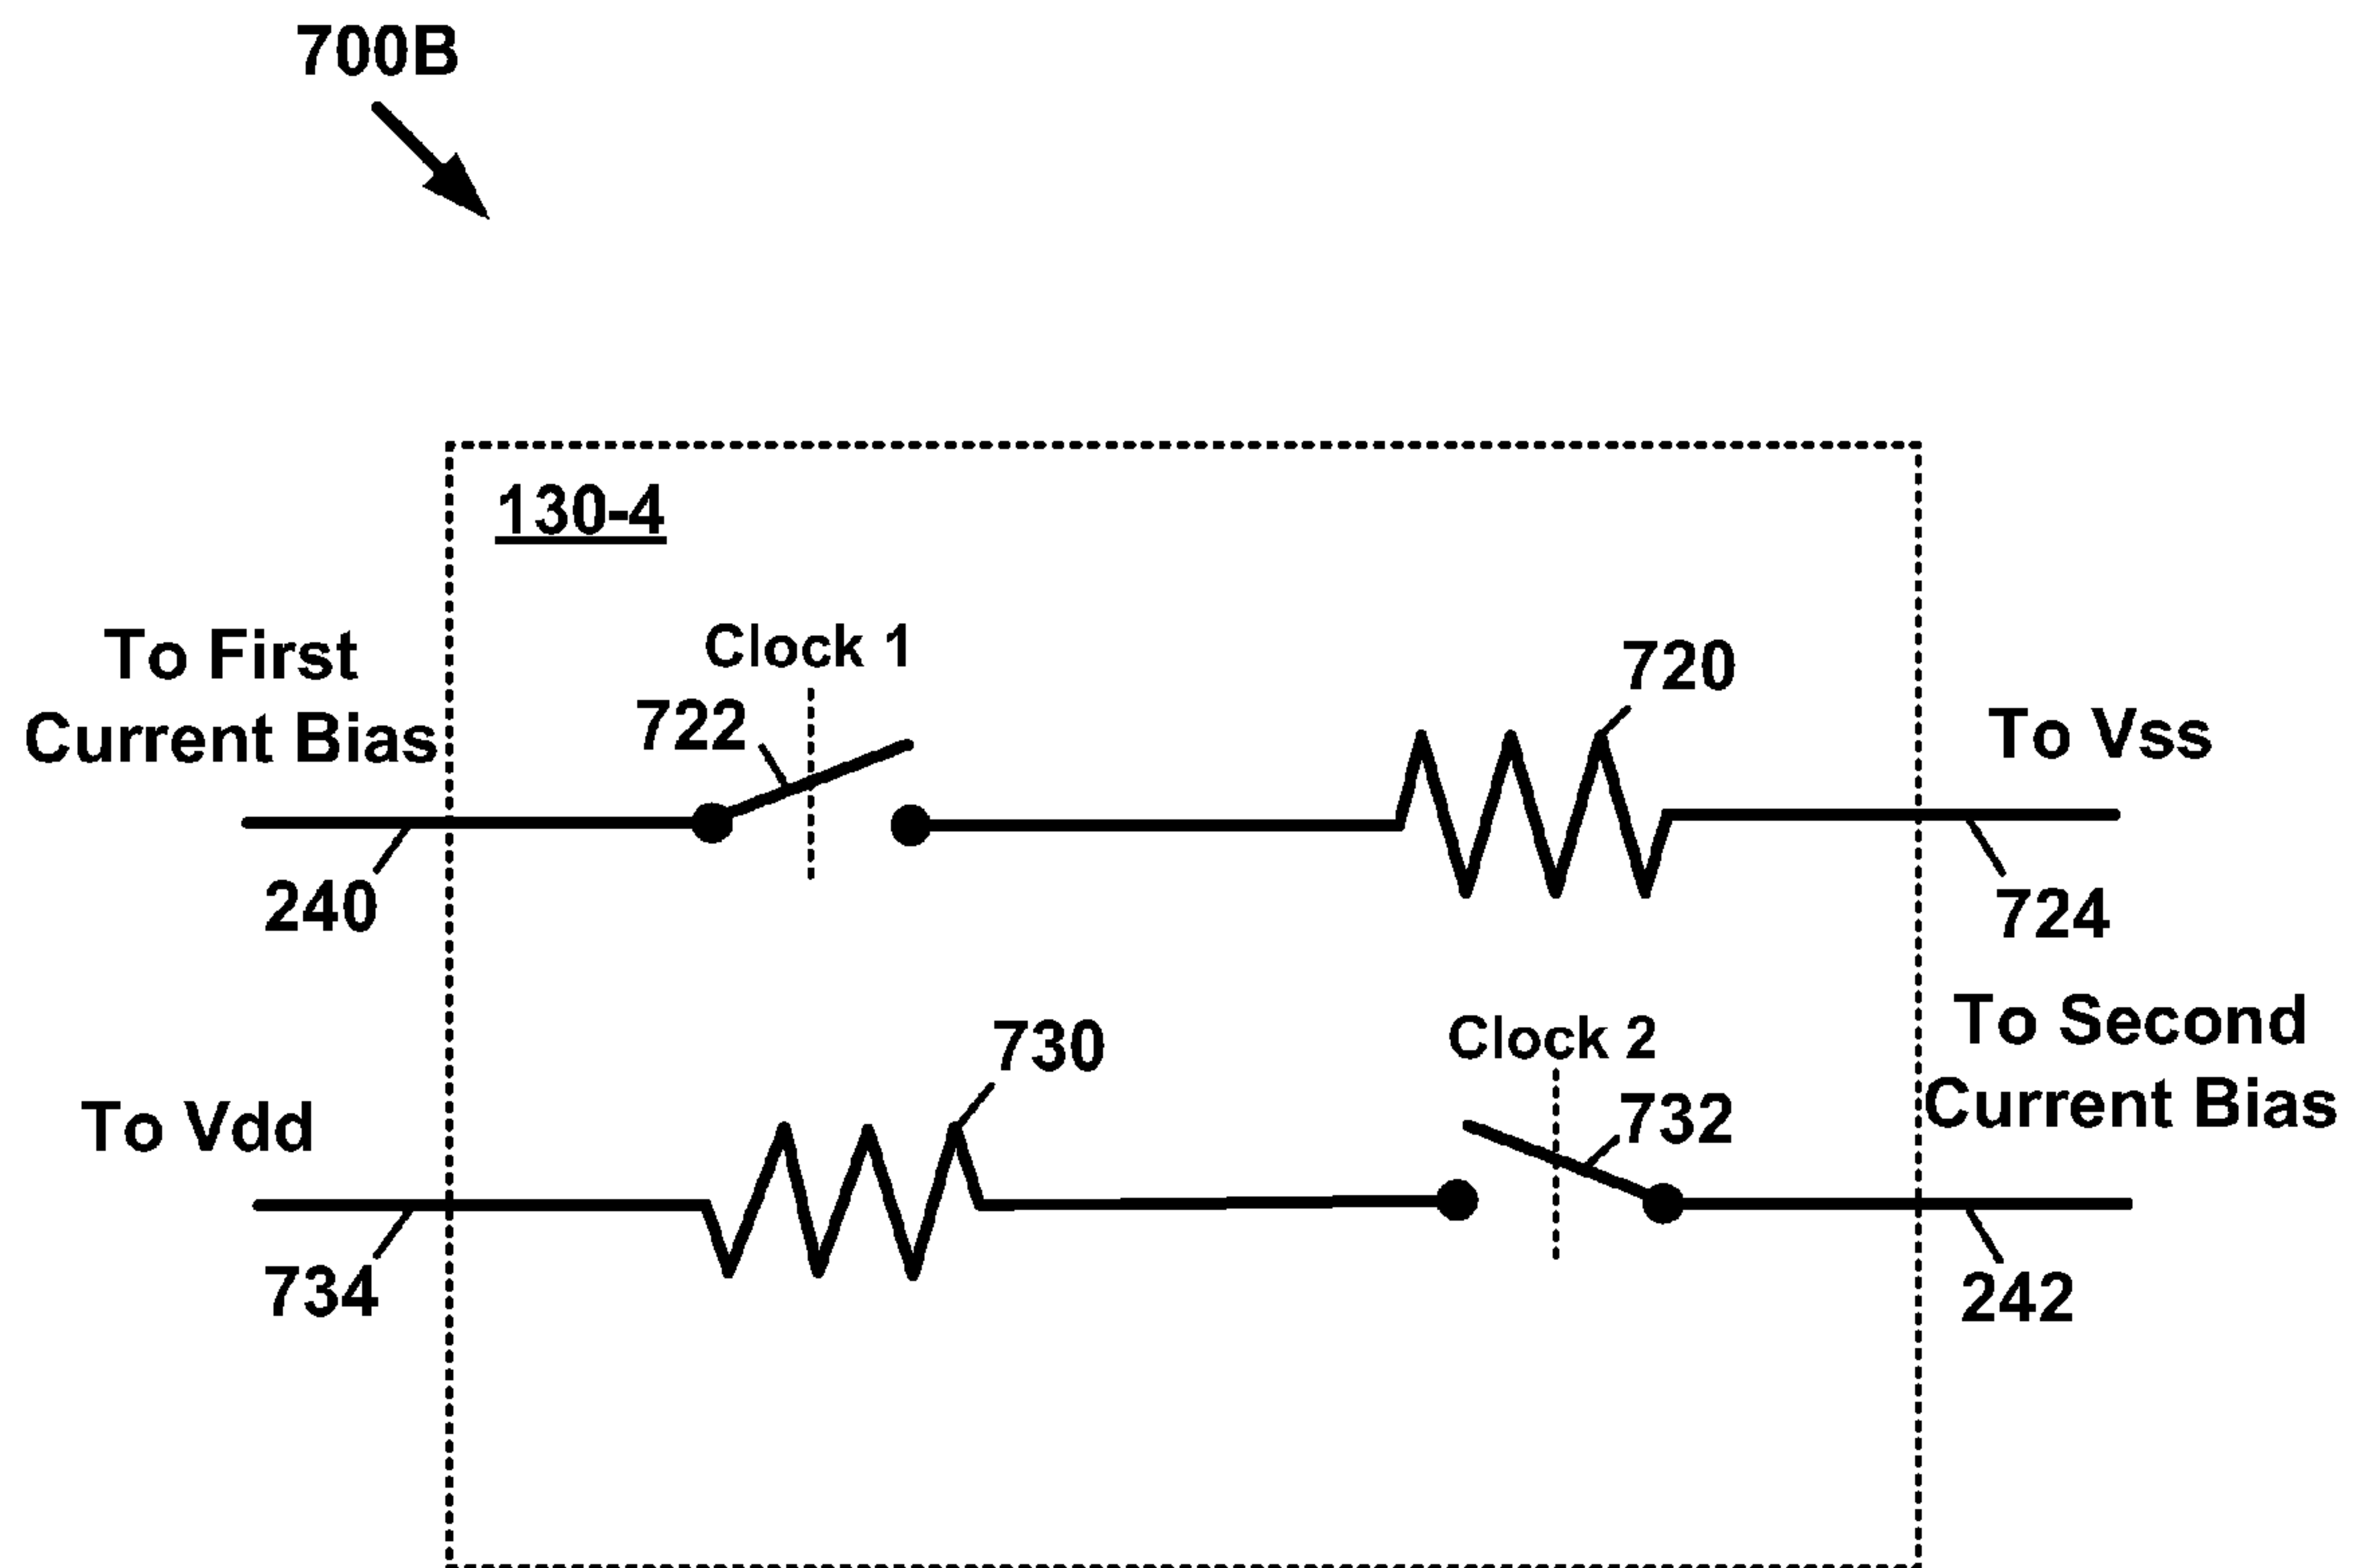 700B
130-4
To First
Current Bias
Clock 1
722
720
To Vss
240
724
To Second
Current Bias
730
Clock 2
732
To Vdd
734
242